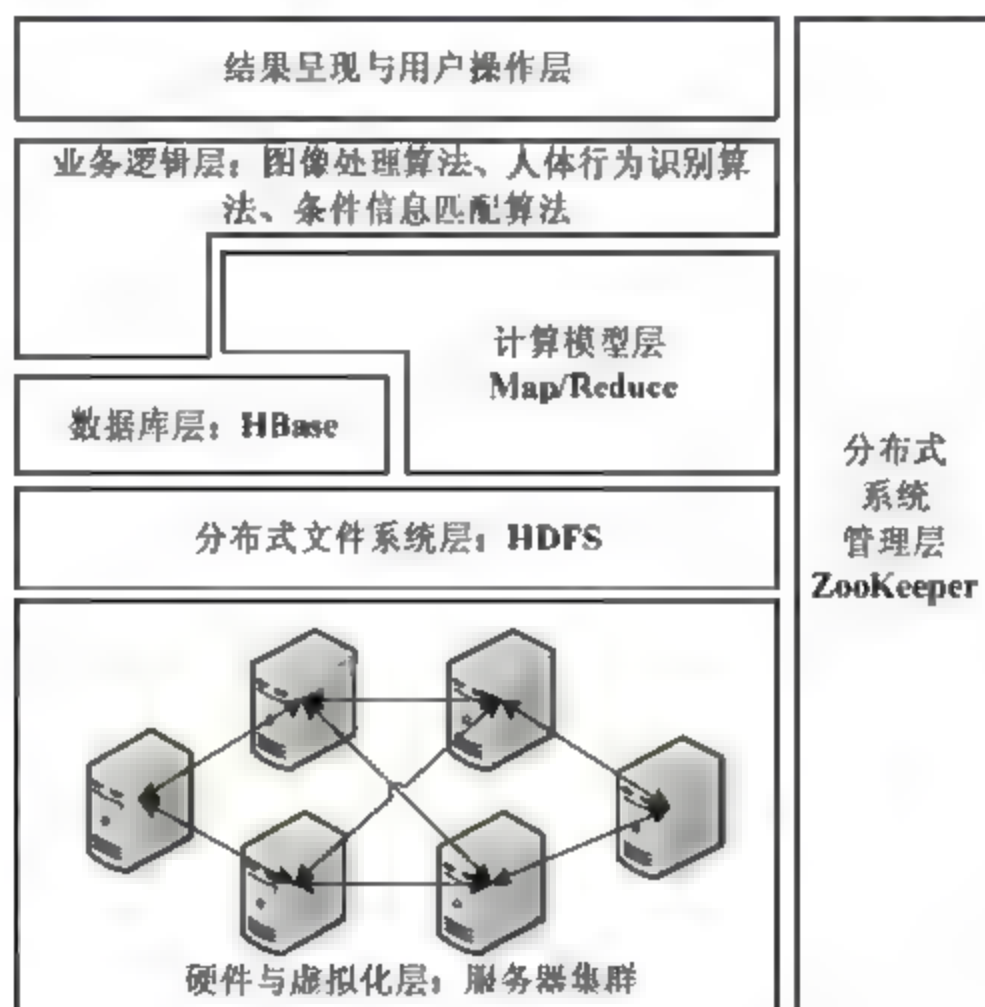 结果呈现与用户操作层
业务逻辑层：图像处理算法、人体行为识别算
法、条件信息匹配算法
计算模型层
Map/Reduce
数据库层：HBase
分布式文件系统层：HDFS
硬件与虚拟化层：服务器集群
分布式
系统
管理层
ZooKeeper